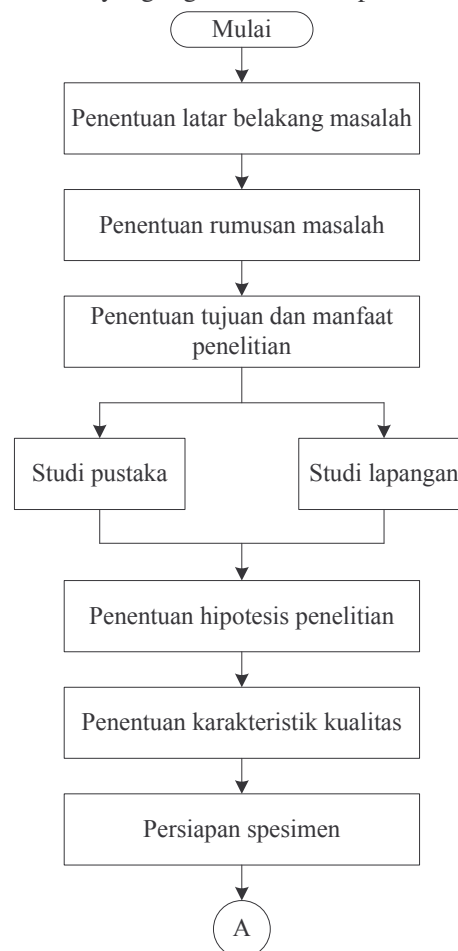 Mulai
Penentuan latar belakang masalah
Penentuan rumusan masalah
Penentuan tujuan dan manfaat
penelitian
Studi pustaka
Studi lapangan
Penentuan hipotesis penelitian
Penentuan karakteristik kualitas
Persiapan spesimen
A